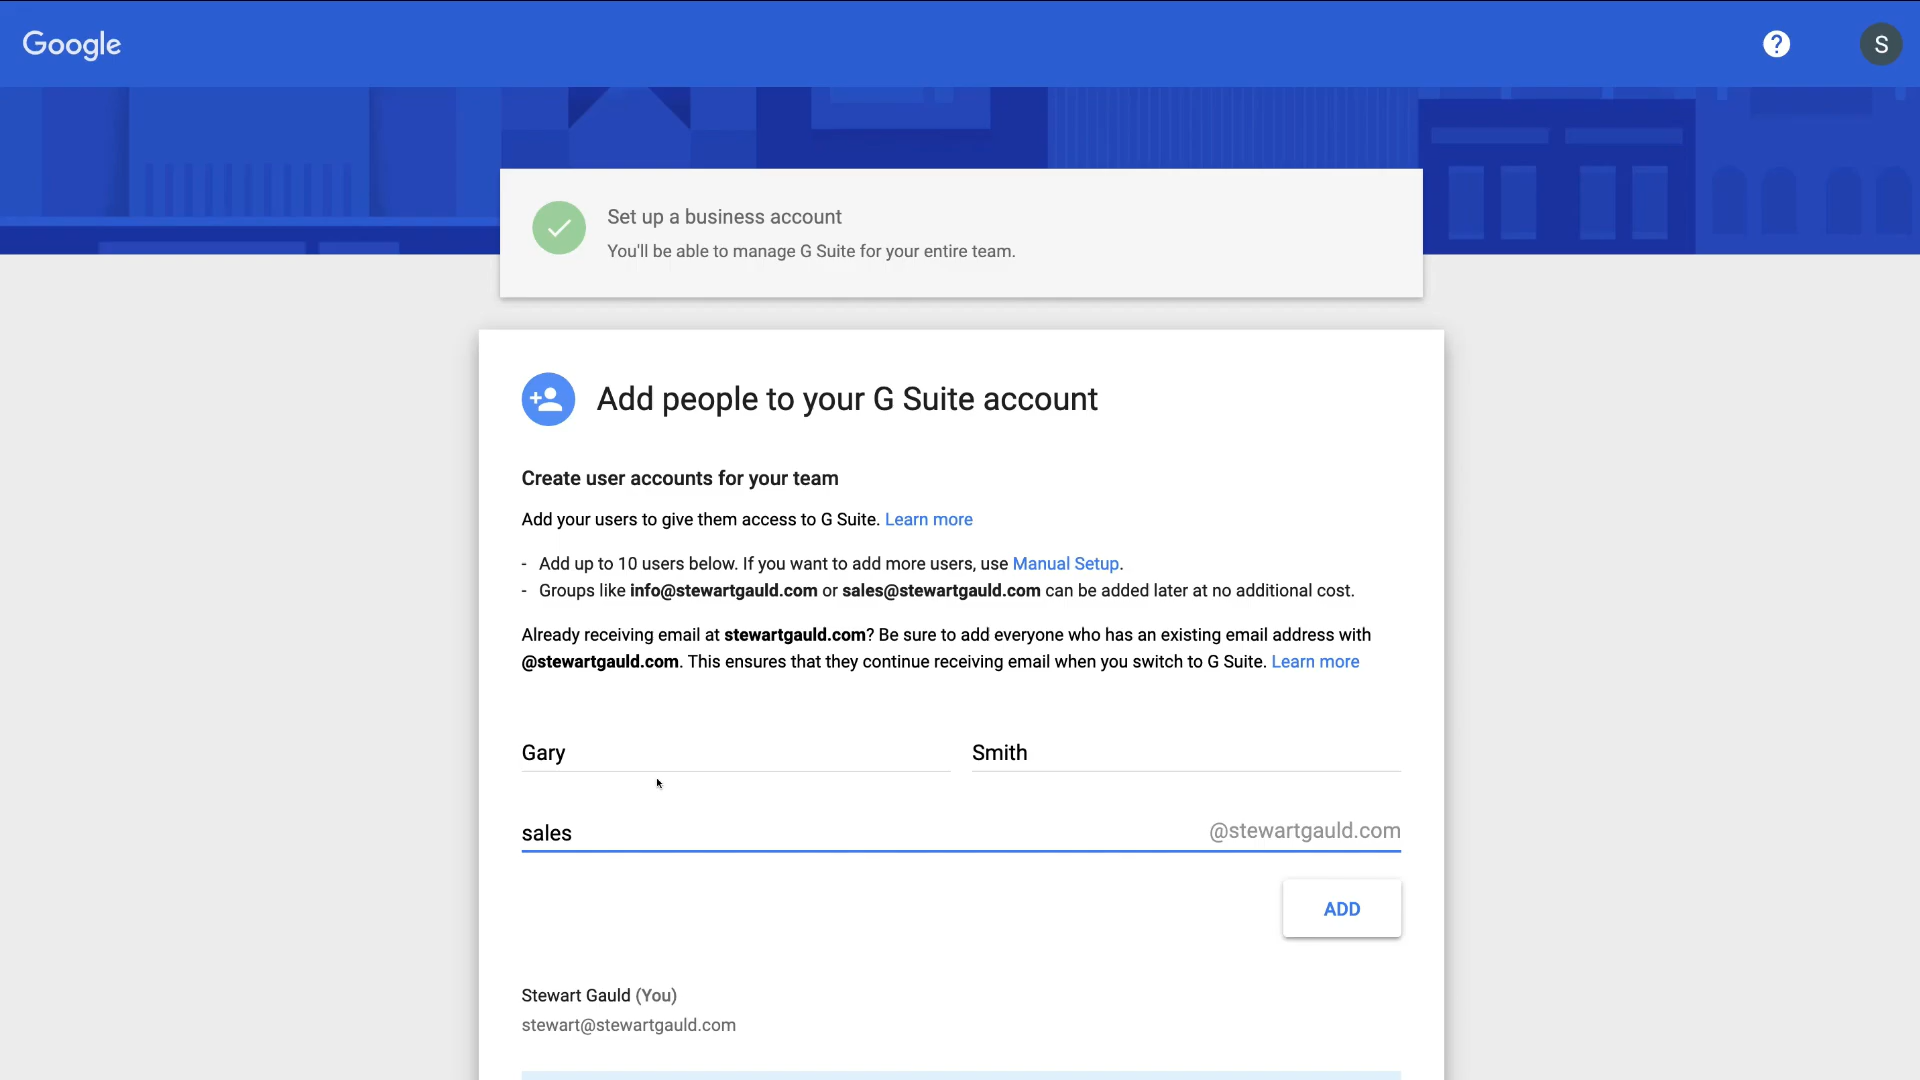 Google
?
S
Set up a business account
You'll be able to manage G Suite for your entire team.
Add people to your G Suite account
Create user accounts for your team
Add your users to give them access to G Suite. Learn more
- Add up to 10 users below. If you want to add more users, use Manual Setup.
- Groups like info@stewartgauld.com or sales@stewartgauld.com can be added later at no additional cost.
Already receiving email at stewartgauld.com? Be sure to add everyone who has an existing email address with
@stewartgauld.com. This ensures that they continue receiving email when you switch to G Suite. Learn more
Gary Smith
sales @stewartgauld.com
ADD
Stewart Gauld (You)
stewart@stewartgauld.com